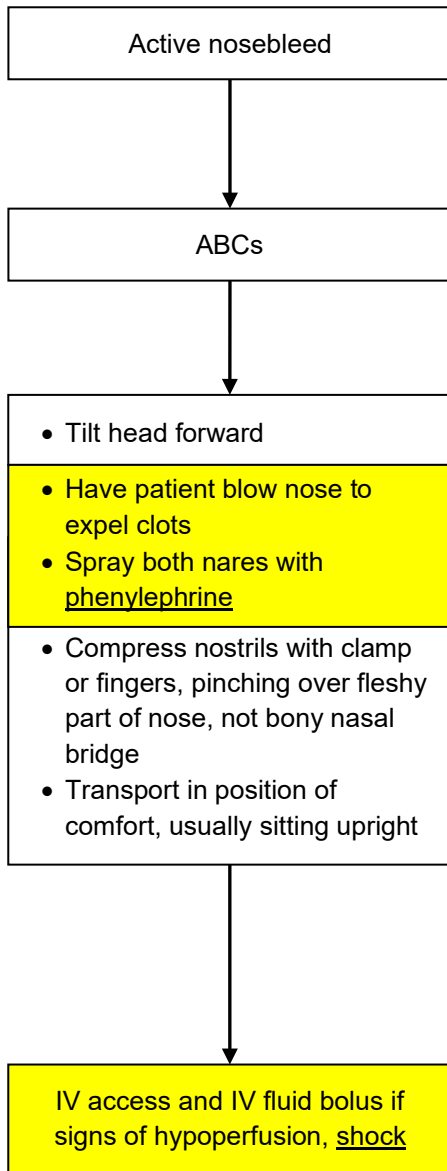 Active nosebleed
ABCs
• Tilt head forward
• Have patient blow nose to
expel clots
• Spray both nares with
phenylephrine
• Compress nostrils with clamp
or fingers, pinching over fleshy
part of nose, not bony nasal
bridge
• Transport in position of
comfort, usually sitting upright
IV access and IV fluid bolus if
signs of hypoperfusion, shock